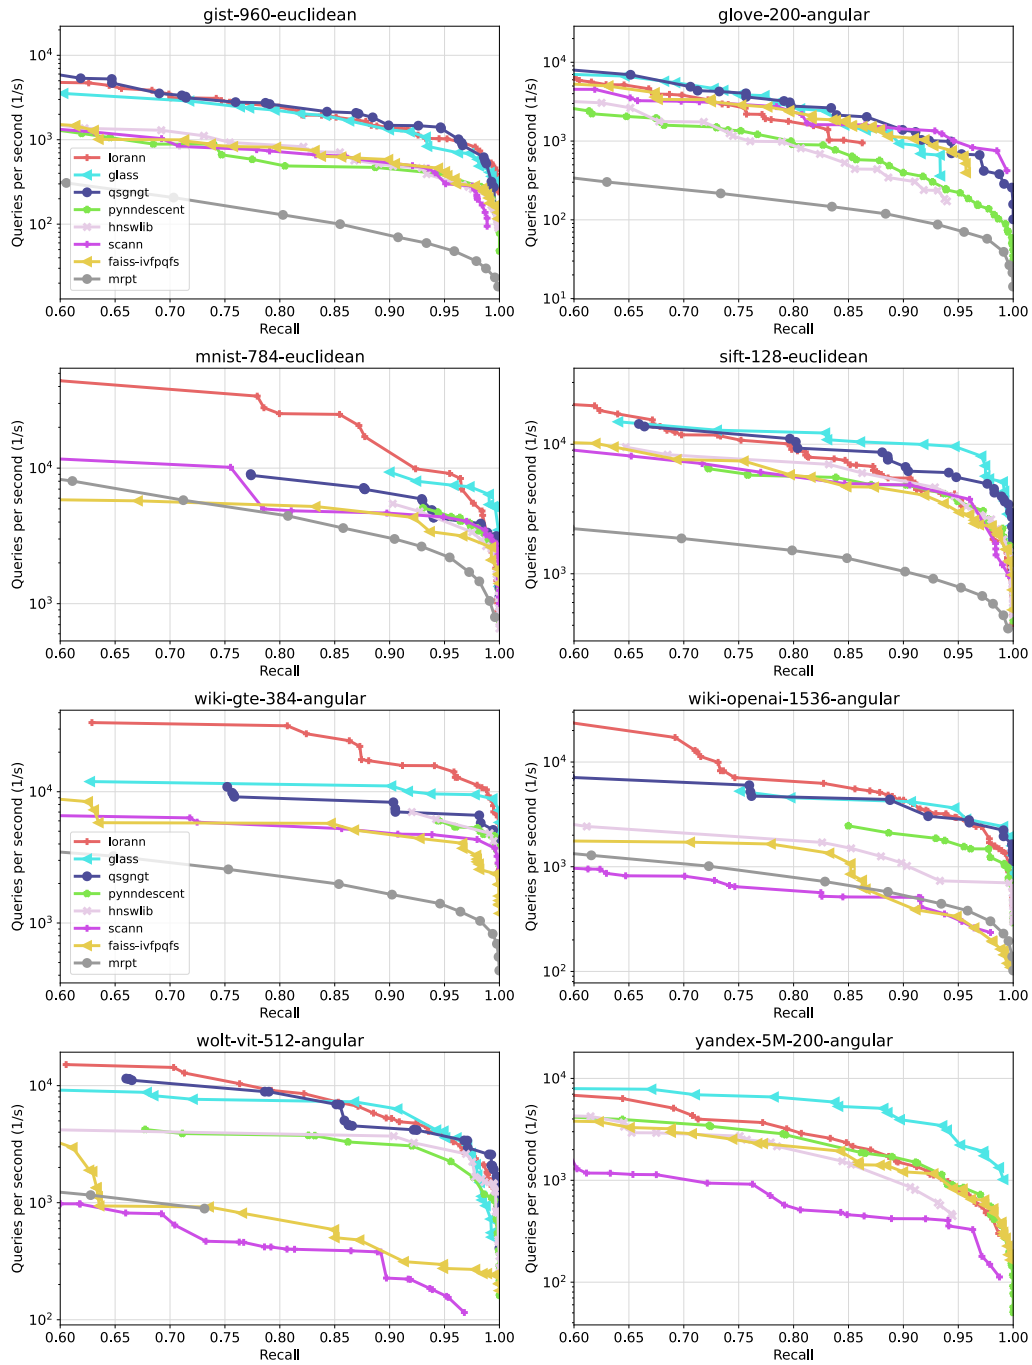 gist-960-euclidean
Queries per second (1/s)
10⁴
10³
10²
lorann
glass
qsgngt
pynndescent
hnswlib
scann
faiss-ivfpqfs
mrpt
0.60 0.65 0.70 0.75 0.80 0.85 0.90 0.95 1.00
Recall
glove-200-angular
Queries per second (1/s)
10⁴
10³
10²
10¹
0.60 0.65 0.70 0.75 0.80 0.85 0.90 0.95 1.00
Recall
mnist-784-euclidean
Queries per second (1/s)
10⁴
10³
0.60 0.65 0.70 0.75 0.80 0.85 0.90 0.95 1.00
Recall
sift-128-euclidean
Queries per second (1/s)
10⁴
10³
0.60 0.65 0.70 0.75 0.80 0.85 0.90 0.95 1.00
Recall
wiki-gte-384-angular
Queries per second (1/s)
10⁴
10³
lorann
glass
qsgngt
pynndescent
hnswlib
scann
faiss-ivfpqfs
mrpt
0.60 0.65 0.70 0.75 0.80 0.85 0.90 0.95 1.00
Recall
wiki-openai-1536-angular
Queries per second (1/s)
10⁴
10³
10²
0.60 0.65 0.70 0.75 0.80 0.85 0.90 0.95 1.00
Recall
wolt-vit-512-angular
Queries per second (1/s)
10⁴
10³
10²
0.60 0.65 0.70 0.75 0.80 0.85 0.90 0.95 1.00
Recall
yandex-5M-200-angular
Queries per second (1/s)
10⁴
10³
10²
0.60 0.65 0.70 0.75 0.80 0.85 0.90 0.95 1.00
Recall